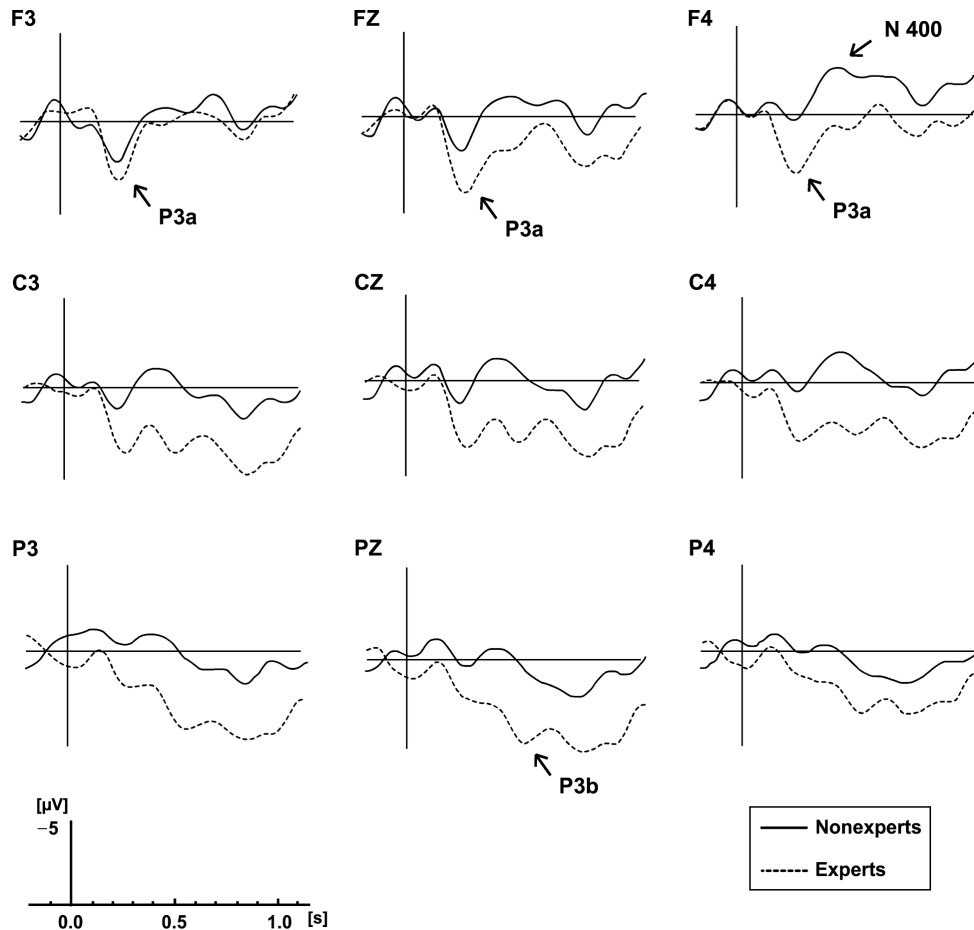 F3
FZ
F4
N 400
P3a
P3a
P3a
C3
CZ
C4
P3
PZ
P4
P3b
[µV]
−5
0.0 0.5 1.0 [s]
Nonexperts
Experts